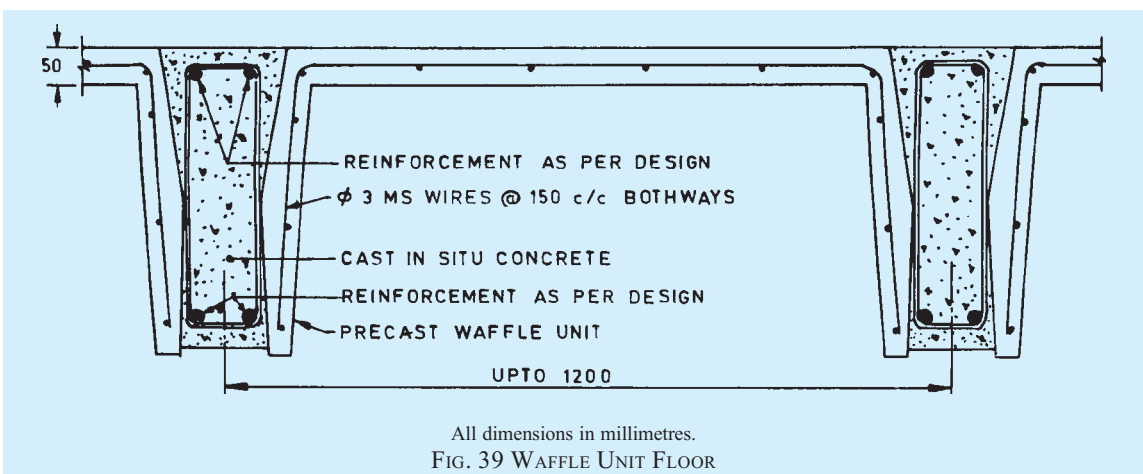 50
REINFORCEMENT AS PER DESIGN
ϕ 3 MS WIRES @ 150 c/c BOTHWAYS
CAST IN SITU CONCRETE
REINFORCEMENT AS PER DESIGN
PRECAST WAFFLE UNIT
UPTO 1200
All dimensions in millimetres.
FIG. 39 WAFFLE UNIT FLOOR